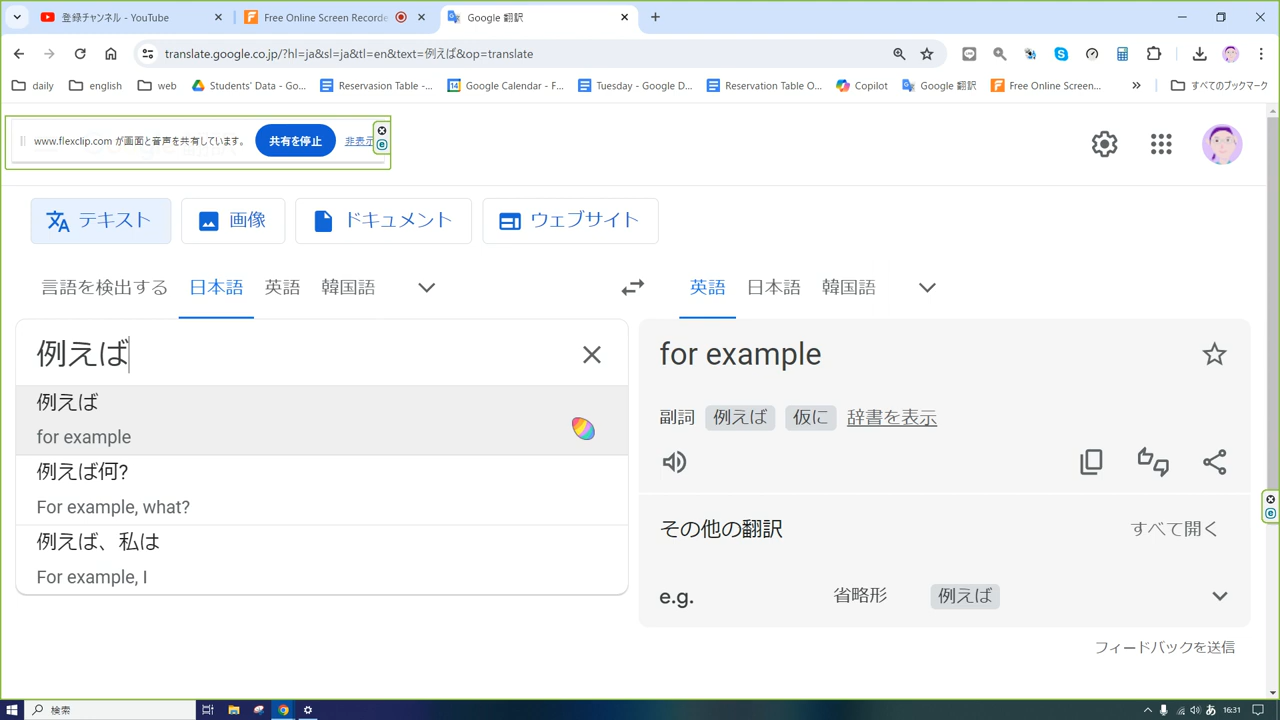 登録チャンネル - YouTube
Free Online Screen Recorde
Google 翻訳
translate.google.co.jp/?hl=ja&sl=ja&tl=en&text=例えば&op=translate
daily
english
web
Students' Data - Go...
Reservasion Table -...
Google Calendar - F...
Tuesday - Google D...
Reservation Table O...
Copilot
Google 翻訳
Free Online Screen...
すべてのブックマーク
www.flexclip.com が画面と音声を共有しています。
共有を停止
非表示
テキスト
画像
ドキュメント
ウェブサイト
言語を検出する
日本語
英語
韓国語
英語
日本語
韓国語
例えば
例えば
for example
例えば何?
For example, what?
例えば、私は
For example, I
for example
副詞
例えば
仮に
辞書を表示
その他の翻訳
すべて開く
e.g.
省略形
例えば
フィードバックを送信
検索
あ
16:31